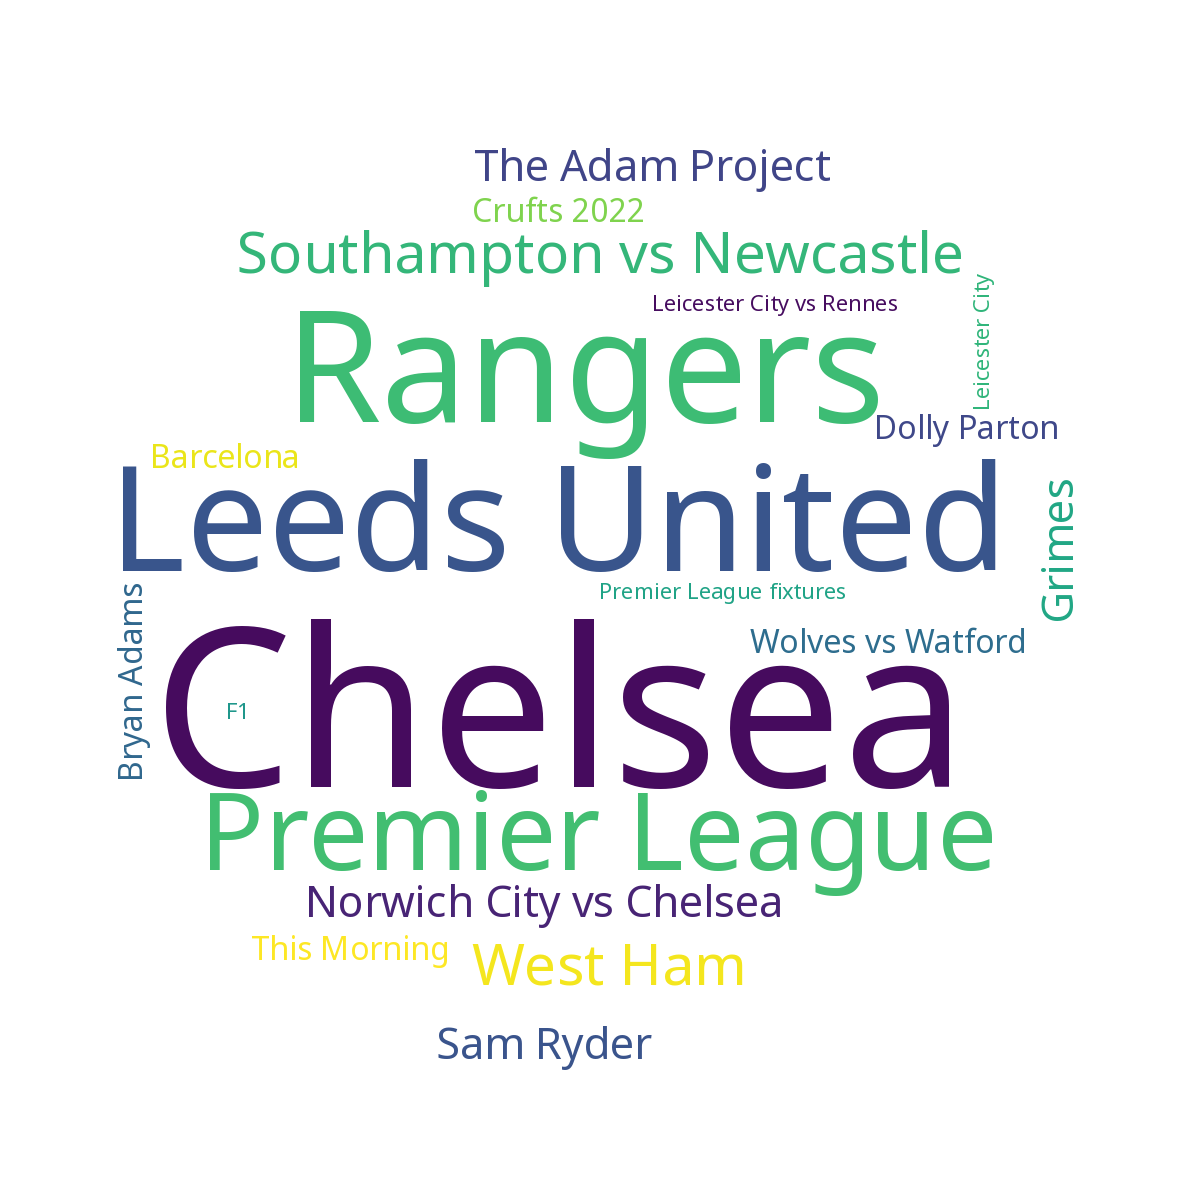 The Adam Project
Crufts 2022
Southampton vs Newcastle
Leicester City vs Rennes
Leicester City
Rangers
Dolly Parton
Barcelona
Leeds United
Grimes
Premier League fixtures
Bryan Adams
Wolves vs Watford
F1
Chelsea
Premier League
Norwich City vs Chelsea
This Morning
West Ham
Sam Ryder